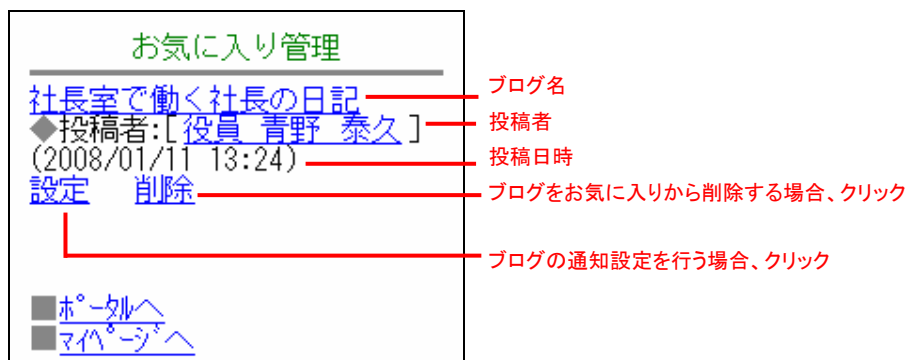 お気に入り管理
社長室で働く社長の日記
◆投稿者:[役員 青野 泰久]
(2008/01/11 13:24)
設定 削除
■ﾎﾟｰﾀﾙへ
■ﾏｲﾍﾟｰｼﾞへ
ブログ名
投稿者
投稿日時
ブログをお気に入りから削除する場合、クリック
ブログの通知設定を行う場合、クリック